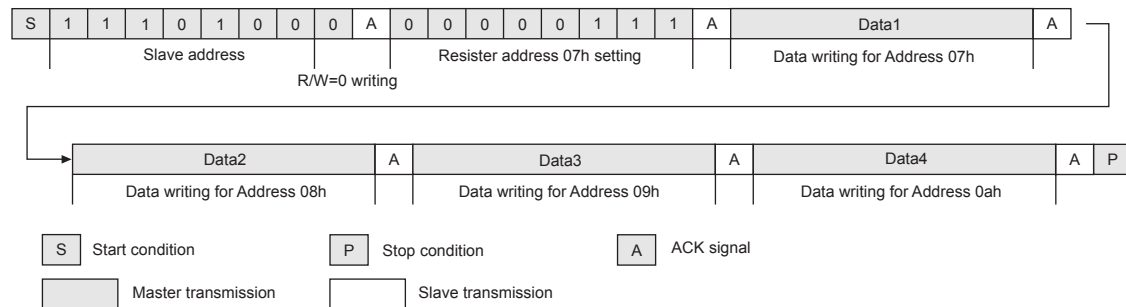 S 1 1 1 0 1 0 0 0 A 0 0 0 0 0 1 1 1 A Data1 A
Slave address Resister address 07h setting Data writing for Address 07h
R/W=0 writing
Data2 A Data3 A Data4 A P
Data writing for Address 08h Data writing for Address 09h Data writing for Address 0ah
S Start condition P Stop condition A ACK signal
Master transmission Slave transmission